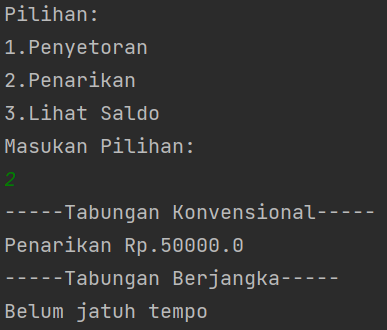 Pilihan:
1.Penyetoran
2.Penarikan
3.Lihat Saldo
Masukan Pilihan:
2
-----Tabungan Konvensional-----
Penarikan Rp.50000.0
-----Tabungan Berjangka-----
Belum jatuh tempo